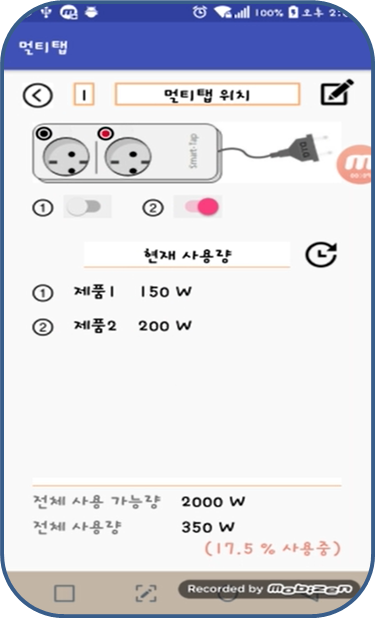 100% 오후 2:
멀티탭
1 멀티탭 위치
Smart-Tap
① ②
현재 사용량
① 제품1 150 W
② 제품2 200 W
전체 사용 가능량 2000 W
전체 사용량 350 W
(17.5 % 사용중)
Recorded by Mobizen